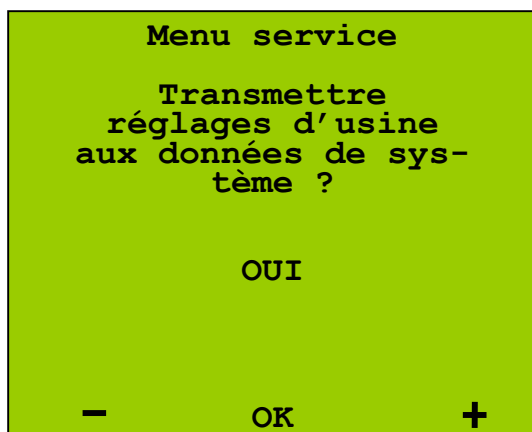 Menu service
Transmettre
réglages d’usine
aux données de sys-
tème ?
OUI
- OK +